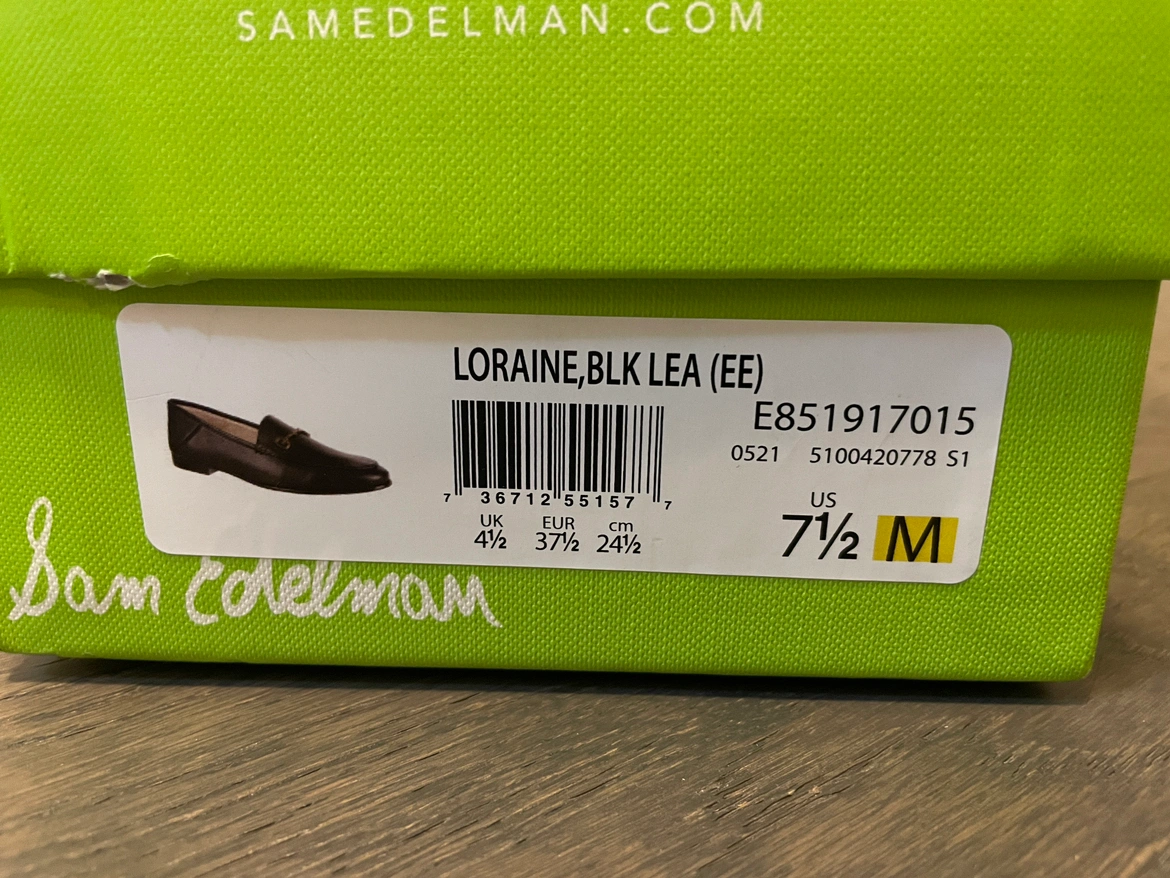 SAMEDELMAN.COM
LORAINE,BLK LEA (EE)
E851917015
0521 5100420778 S1
7 36712 55157 7
UK EUR cm
4½ 37½ 24½
US
7½ M
Sam Edelman